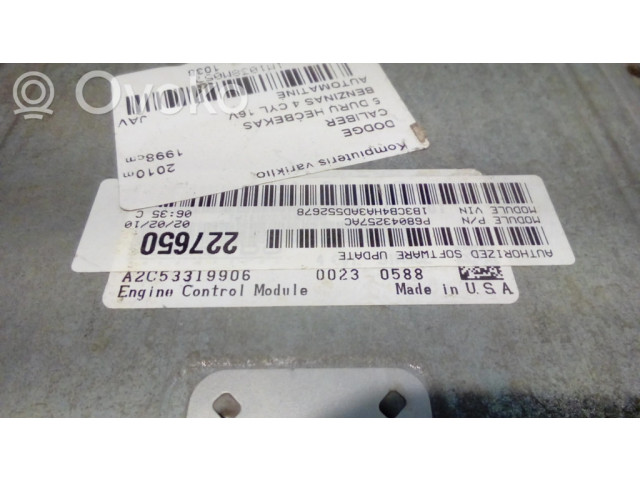 OVOKO
Kompiuteris variklio
DODGE
CALIBER
5 DURŲ HEČBEKAS
BENZINAS 4 CYL 16V
AUTOMATINĖ
2010m
1998cm
JAV
AUTHORIZED SOFTWARE UPDATE
MODULE P/N P68043257AC
MODULE VIN 1B3CB4HA3AD552678
227650
02/02/10
06:35 C
A2C53319906 0023 0588
Engine Control Module Made in U.S.A